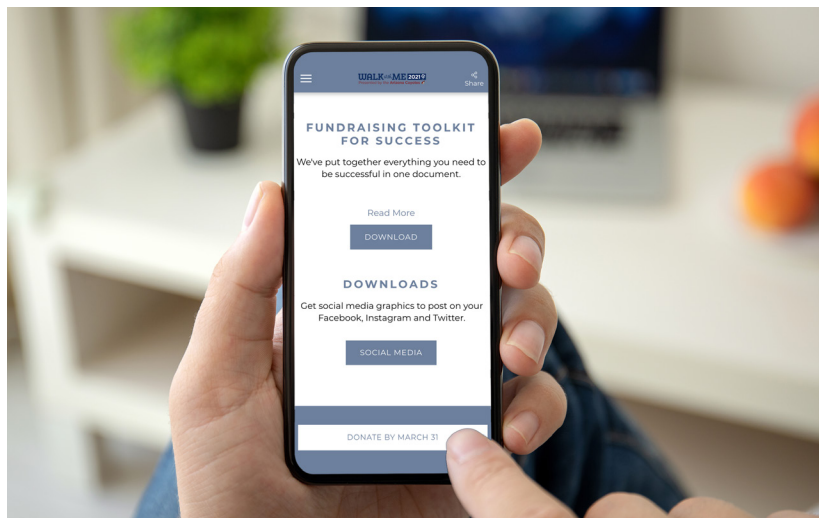 WALK with ME 2021
Share
FUNDRAISING TOOLKIT
FOR SUCCESS
We've put together everything you need to
be successful in one document.
Read More
DOWNLOAD
DOWNLOADS
Get social media graphics to post on your
Facebook, Instagram and Twitter.
SOCIAL MEDIA
DONATE BY MARCH 31